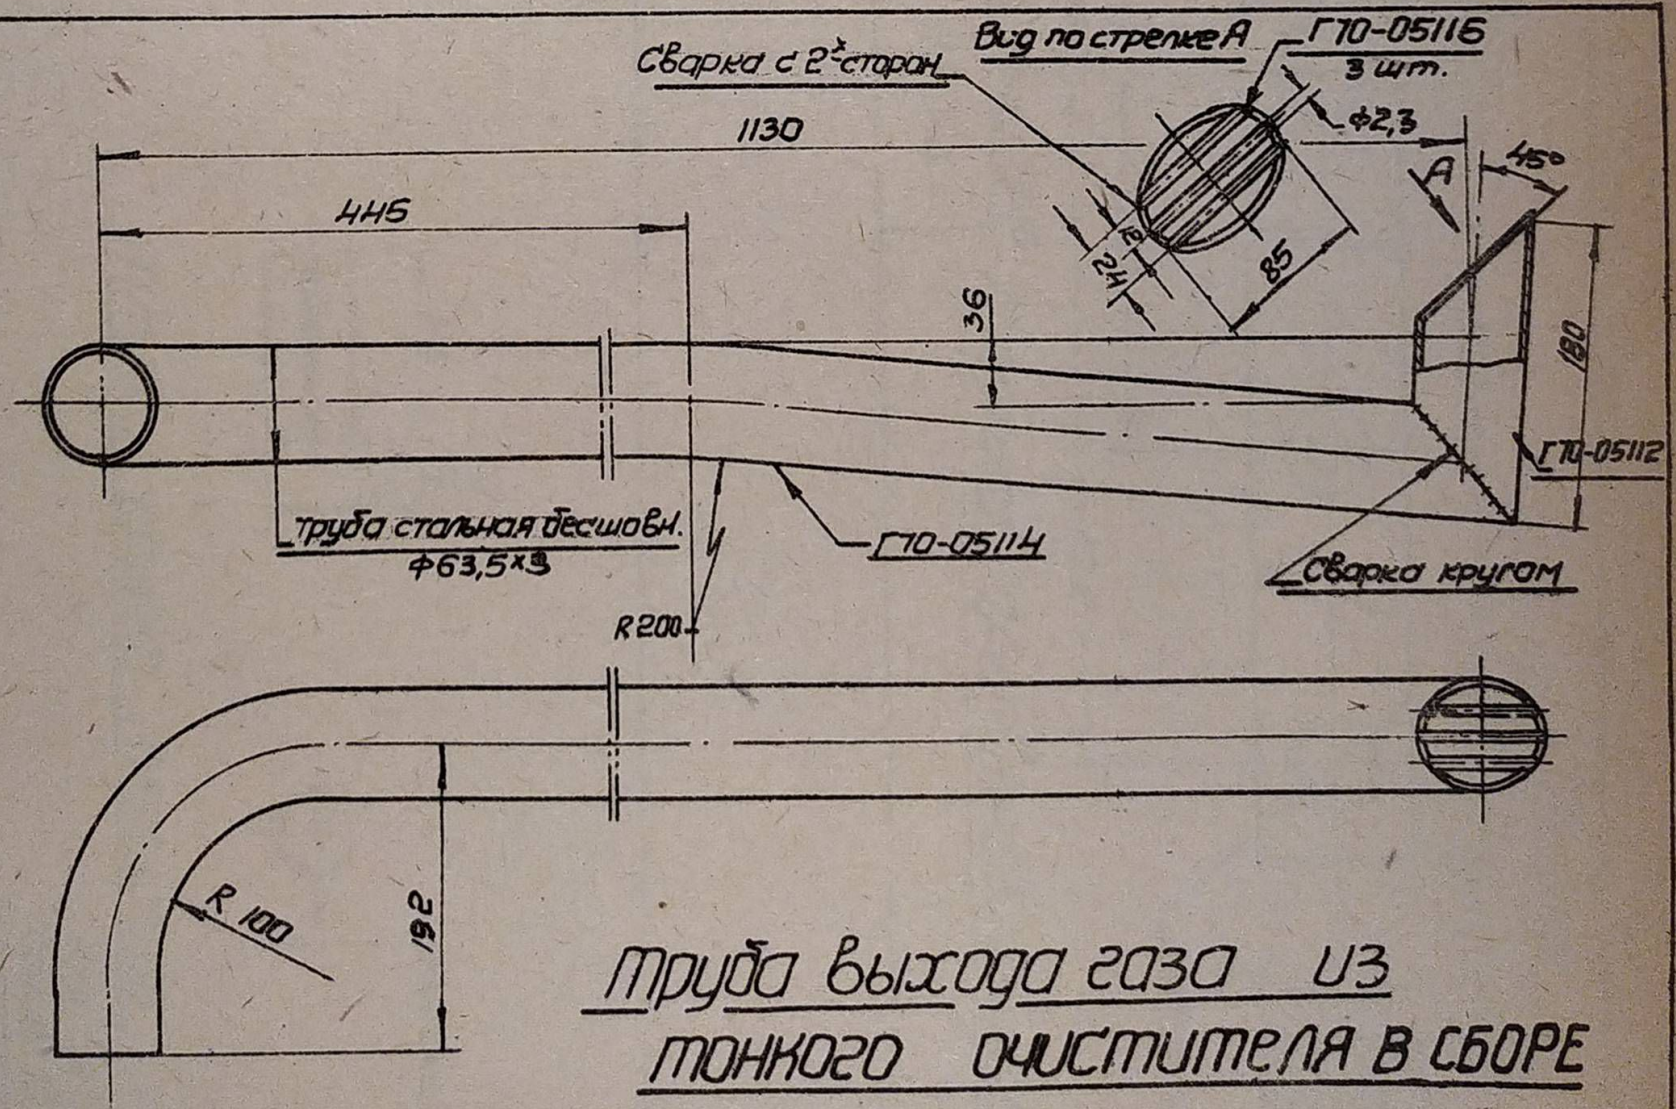 Сварка с 2х сторон
Вид по стрелке А
Г70-05116
3 шт.
ф2,3
1130
А
45°
445
12
24
85
36
180
Г70-05112
Труба стальная бесшовн.
ф63,5×3
Г70-05114
Сварка кругом
R200
R 100
192
Труба выхода газа из
тонкого очистителя в сборе